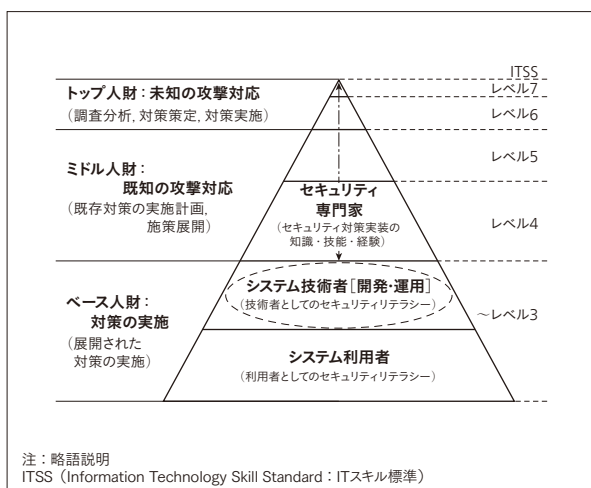 ITSS
レベル7
トップ人財：未知の攻撃対応
（調査分析，対策策定，対策実施）
レベル6
レベル5
ミドル人財：
既知の攻撃対応
（既存対策の実施計画，
施策展開）
セキュリティ
専門家
（セキュリティ対策実装の
知識・技能・経験）
レベル4
ベース人財：
対策の実施
（展開された
対策の実施）
システム技術者［開発・運用］
（技術者としてのセキュリティリテラシー）
～レベル3
システム利用者
（利用者としてのセキュリティリテラシー）
注：略語説明
ITSS（Information Technology Skill Standard：ITスキル標準）